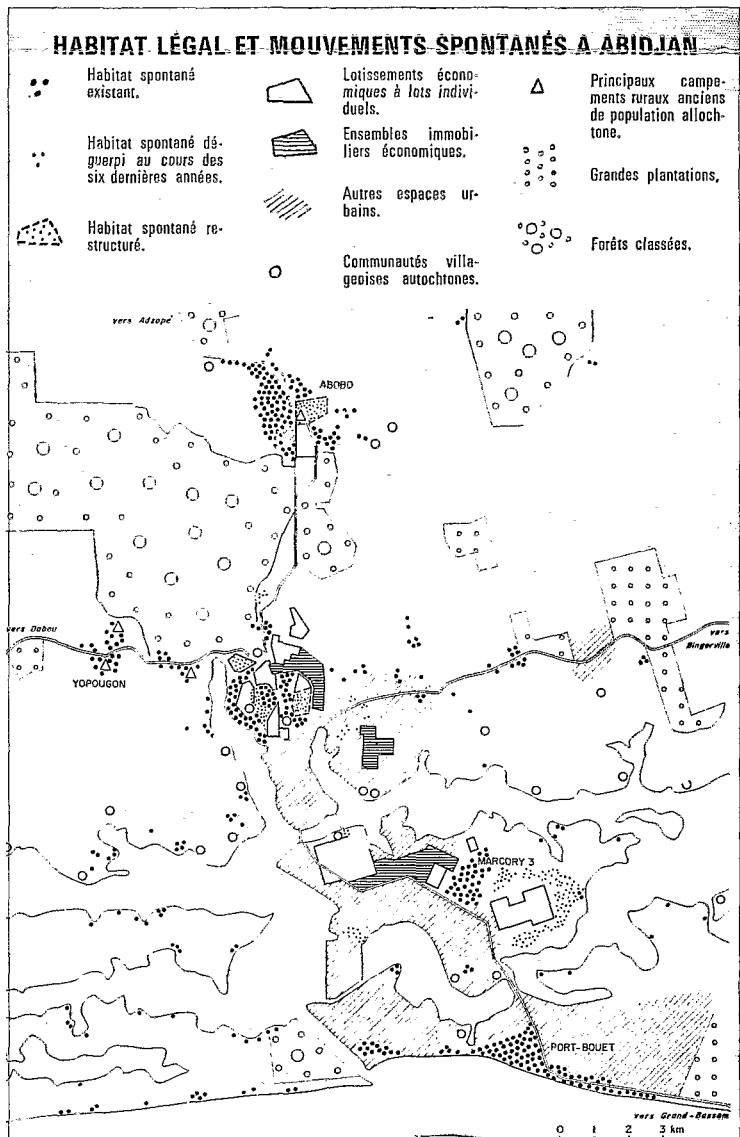 HABITAT LÉGAL ET MOUVEMENTS SPONTANÉS A ABIDJAN
Habitat spontané
existant.
Habitat spontané dé-
guerpi au cours des
six dernières années.
Habitat spontané re-
structuré.
Lotissements écono-
miques à lots indivi-
duels.
Ensembles immobi-
liers économiques.
Autres espaces ur-
bains.
Communautés villa-
geoises autochtones.
Principaux campe-
ments ruraux anciens
de population alloch-
tone.
Grandes plantations.
Forêts classées.
vers Adzopé
ABOBO
vers Dabou
vers
Bingerville
YOPOUGON
MARCORY 3
PORT-BOUET
vers Grand-Bassam
0 1 2 3 km